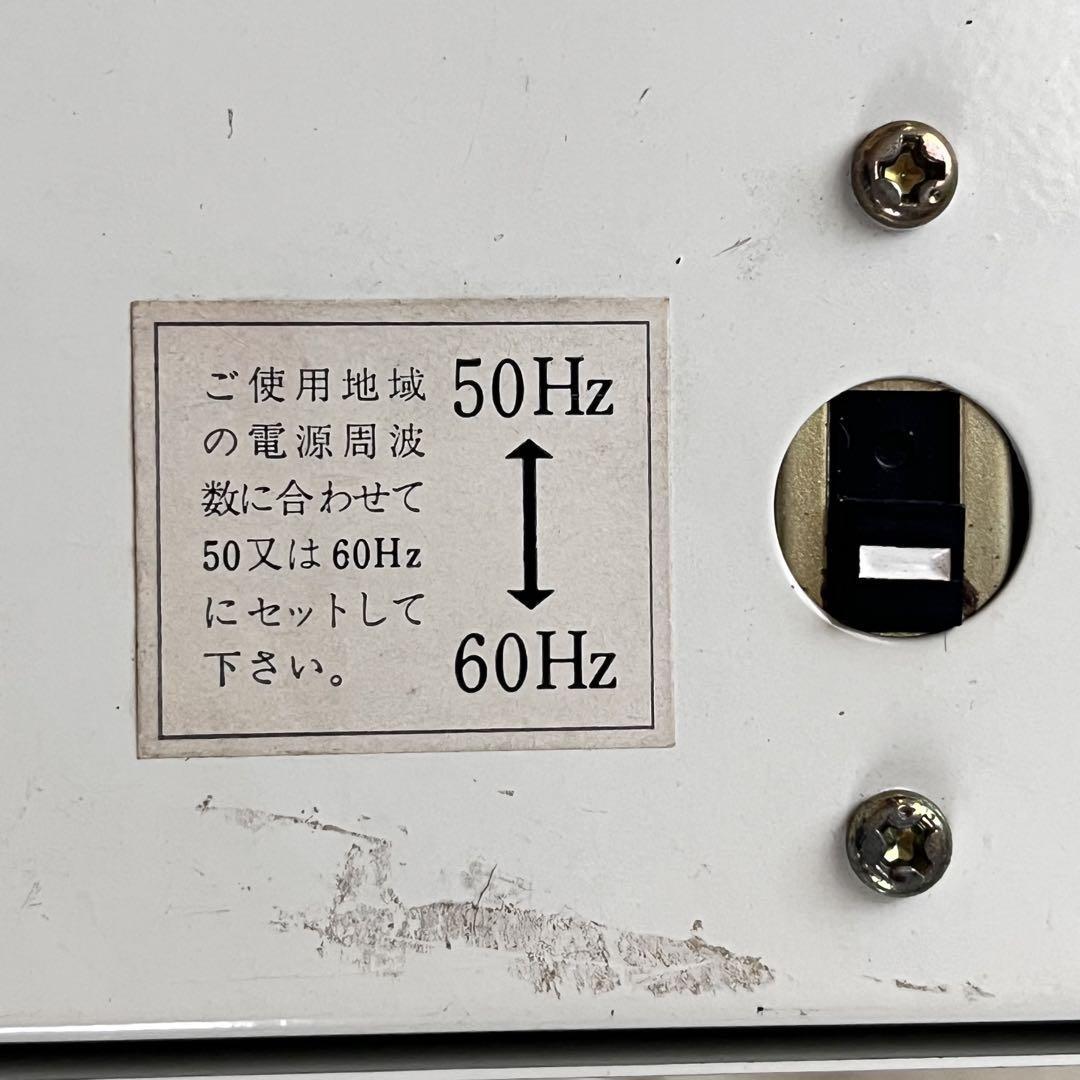 ご使用地域
の電源周波
数に合わせて
50又は60Hz
にセットして
下さい。
50Hz
60Hz